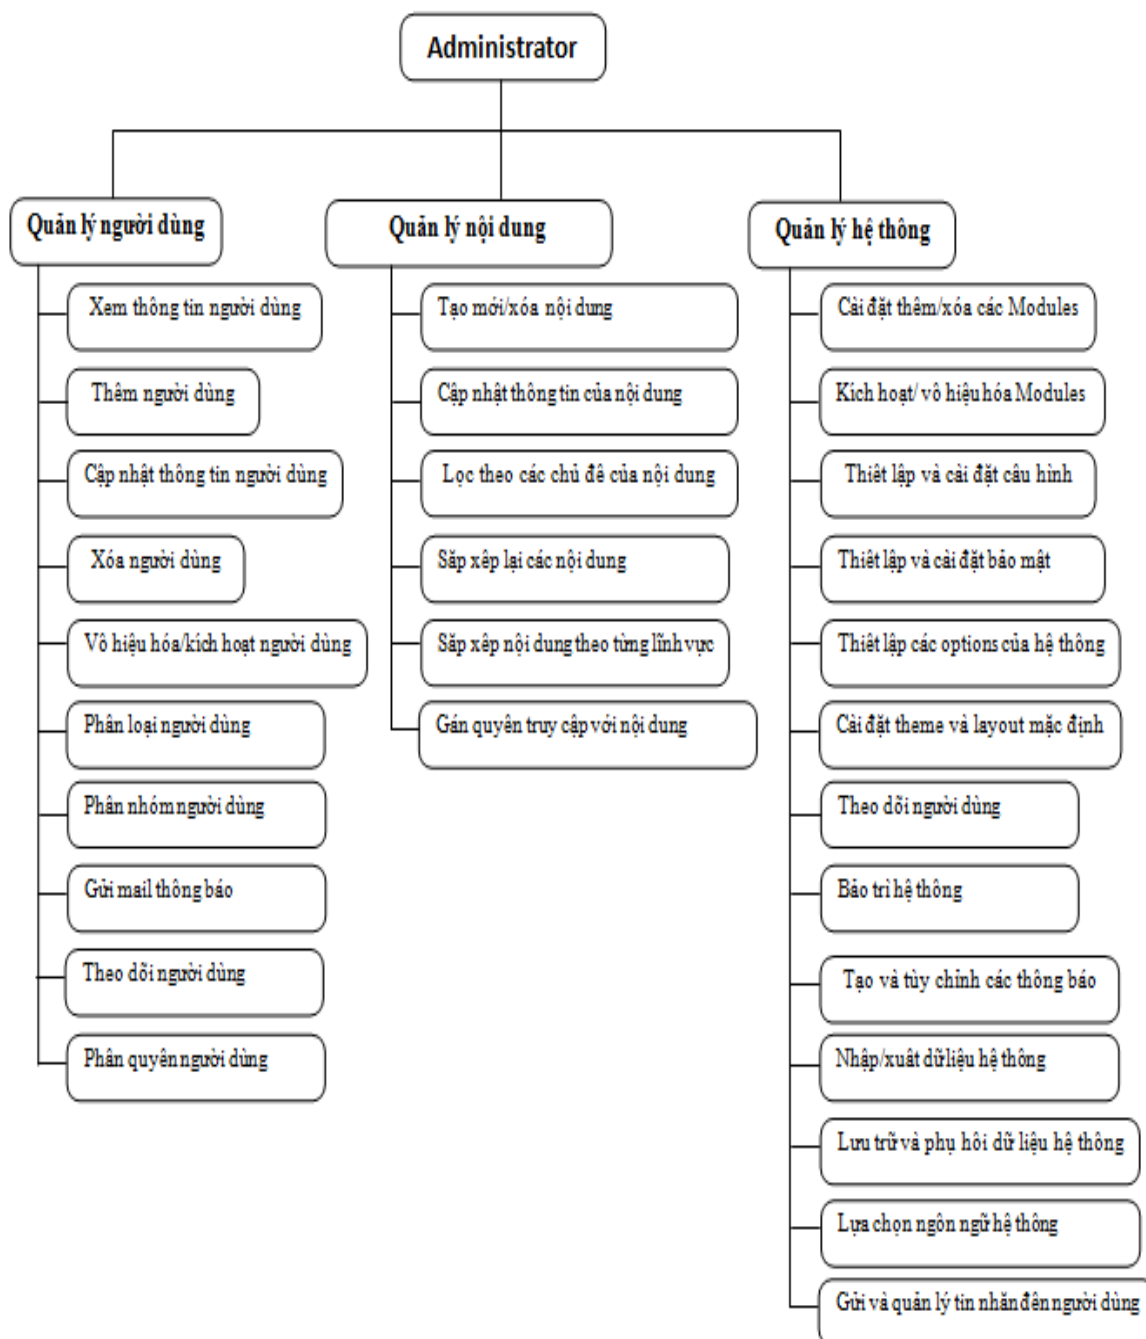 Administrator
Quản lý người dùng
Xem thông tin người dùng
Thêm người dùng
Cập nhật thông tin người dùng
Xóa người dùng
Vô hiệu hóa/kích hoạt người dùng
Phân loại người dùng
Phân nhóm người dùng
Gửi mail thông báo
Theo dõi người dùng
Phân quyền người dùng
Quản lý nội dung
Tạo mới/xóa nội dung
Cập nhật thông tin của nội dung
Lọc theo các chủ đề của nội dung
Sắp xếp lại các nội dung
Sắp xếp nội dung theo từng lĩnh vực
Gán quyền truy cập với nội dung
Quản lý hệ thống
Cài đặt thêm/xóa các Modules
Kích hoạt/ vô hiệu hóa Modules
Thiết lập và cài đặt cấu hình
Thiết lập và cài đặt bảo mật
Thiết lập các options của hệ thống
Cài đặt theme và layout mặc định
Theo dõi người dùng
Bảo trì hệ thống
Tạo và tùy chỉnh các thông báo
Nhập/xuất dữ liệu hệ thống
Lưu trữ và phụ hồi dữ liệu hệ thống
Lựa chọn ngôn ngữ hệ thống
Gửi và quản lý tin nhắn đến người dùng